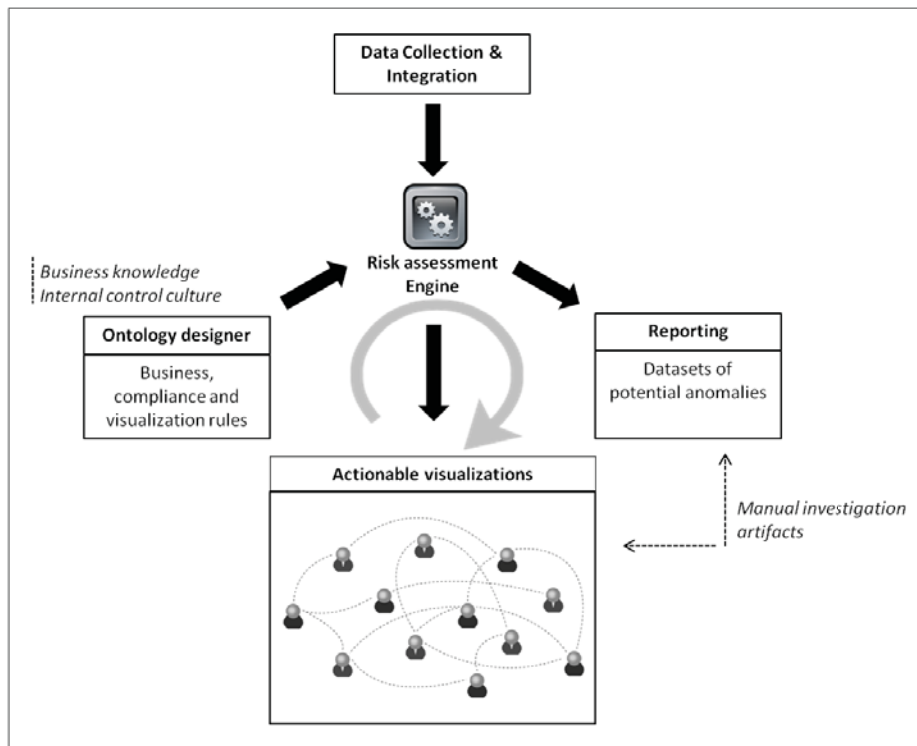 Data Collection &
Integration
Risk assessment
Engine
Business knowledge
Internal control culture
Ontology designer
Business,
compliance and
visualization rules
Reporting
Datasets of
potential anomalies
Actionable visualizations
Manual investigation
artifacts